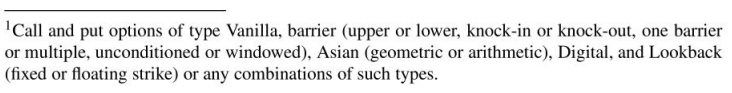 ¹Call and put options of type Vanilla, barrier (upper or lower, knock-in or knock-out, one barrier
or multiple, unconditioned or windowed), Asian (geometric or arithmetic), Digital, and Lookback
(fixed or floating strike) or any combinations of such types.